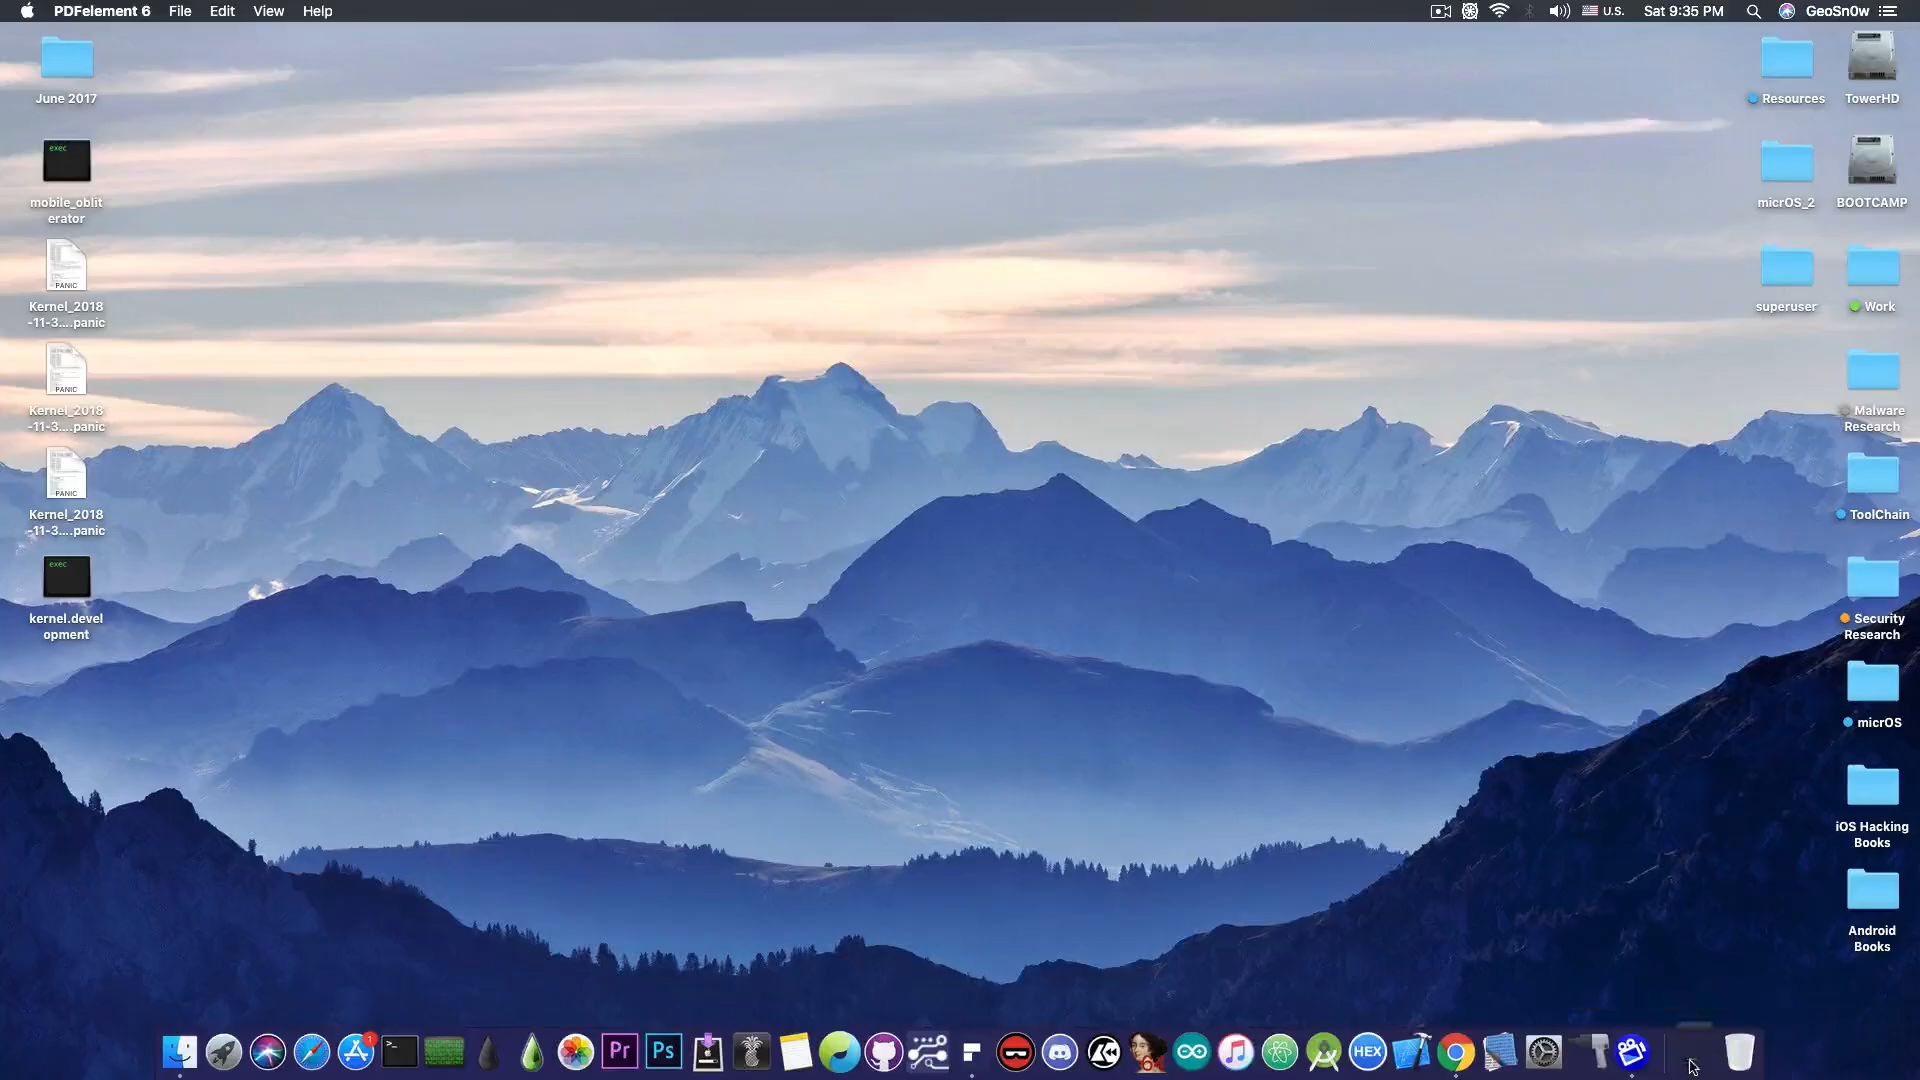 PDFelement 6 File Edit View Help
U.S. Sat 9:35 PM GeoSn0w
June 2017
exec
mobile_oblit
erator
PANIC
Kernel_2018
-11-3....panic
PANIC
Kernel_2018
-11-3....panic
PANIC
Kernel_2018
-11-3....panic
exec
kernel.devel
opment
Resources
TowerHD
micrOS_2
BOOTCAMP
superuser
Work
Malware
Research
ToolChain
Security
Research
micrOS
iOS Hacking
Books
Android
Books
1
>_
Pr
Ps
64
HEX